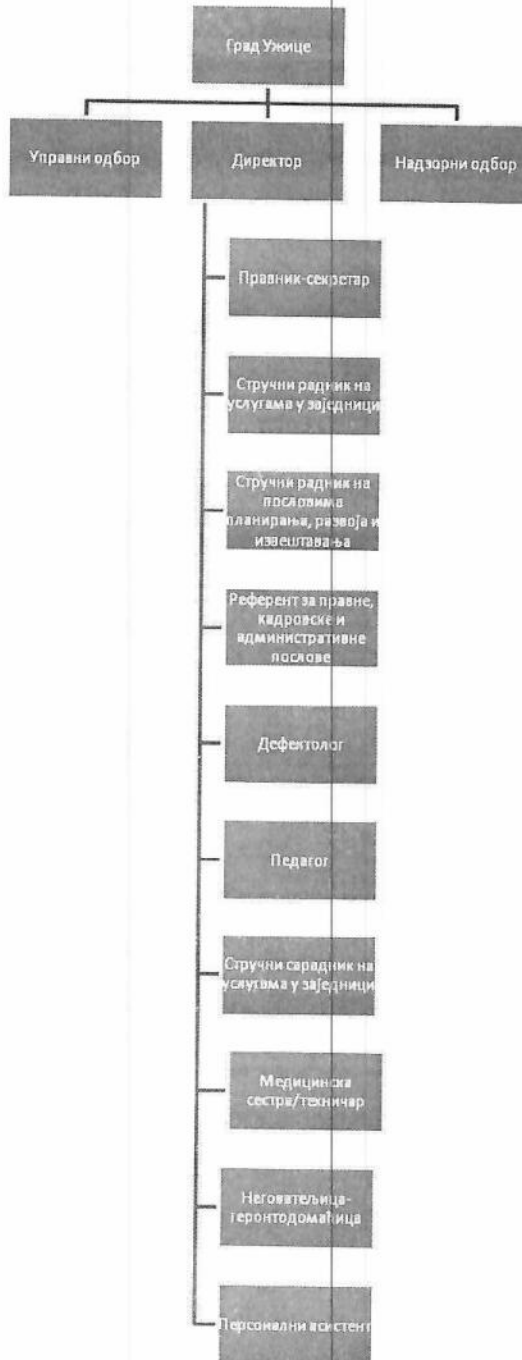 Град Ужице
Управни одбор
Директор
Надзорни одбор
Правник-секретар
Стручни радник на
услугама у заједници
Стручни радник на
пословима
планирања, развоја и
извештавања
Референт за правне,
кадровске и
административне
послове
Дефектолог
Педагог
Стручни сарадник на
услугама у заједници
Медицинска
сестра/техничар
Неговатељица-
геронтодомаћица
Персонални асистент